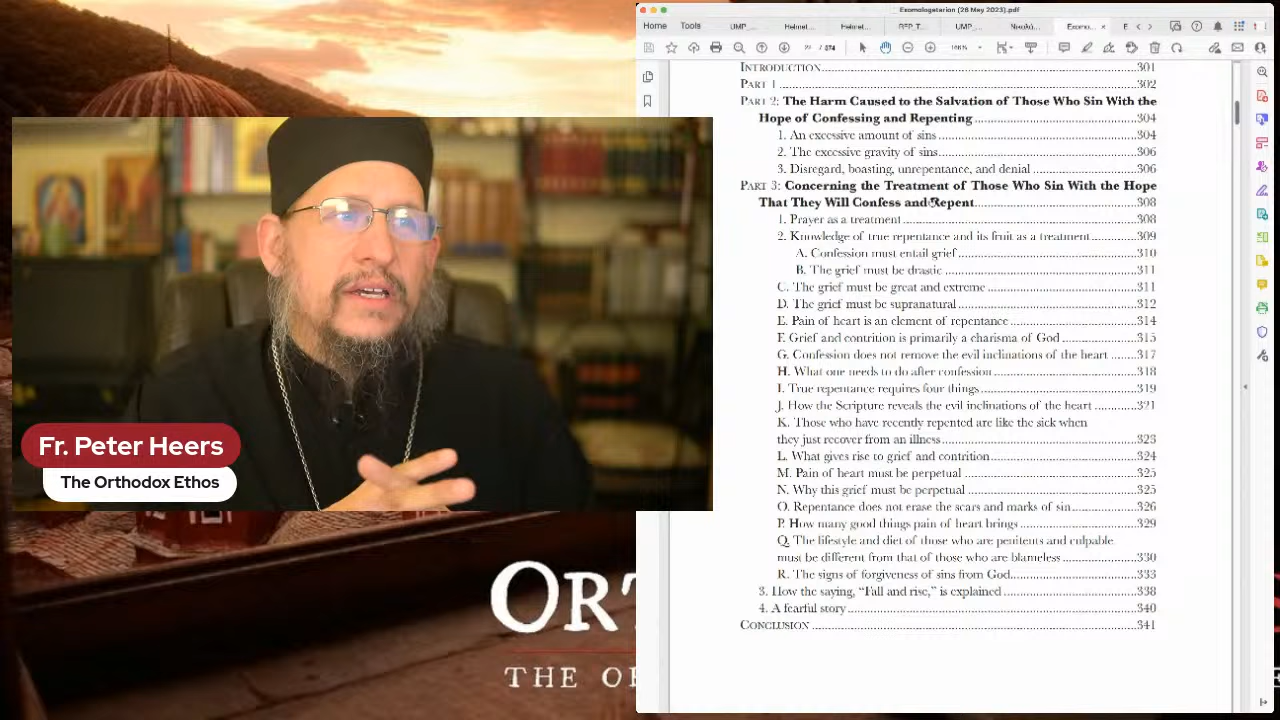 Exomologetarion (26 May 2023).pdf
Home Tools UMP_... Helmet... Helmet... RFP_T... UMP_... Νικολά... Exomo... × E
/ 374
INTRODUCTION 301
PART 1 302
PART 2: The Harm Caused to the Salvation of Those Who Sin With the
Hope of Confessing and Repenting 304
1. An excessive amount of sins 304
2. The excessive gravity of sins 306
3. Disregard, boasting, unrepentance, and denial 306
PART 3: Concerning the Treatment of Those Who Sin With the Hope
That They Will Confess and Repent 308
1. Prayer as a treatment 308
2. Knowledge of true repentance and its fruit as a treatment 309
A. Confession must entail grief 310
B. The grief must be drastic 311
C. The grief must be great and extreme 311
D. The grief must be supranatural 312
E. Pain of heart is an element of repentance 314
F. Grief and contrition is primarily a charisma of God 315
G. Confession does not remove the evil inclinations of the heart 317
H. What one needs to do after confession 318
I. True repentance requires four things 319
J. How the Scripture reveals the evil inclinations of the heart 321
K. Those who have recently repented are like the sick when
they just recover from an illness 323
L. What gives rise to grief and contrition 324
M. Pain of heart must be perpetual 325
N. Why this grief must be perpetual 325
O. Repentance does not erase the scars and marks of sin 326
P. How many good things pain of heart brings 329
Q. The lifestyle and diet of those who are penitents and culpable
must be different from that of those who are blameless 330
R. The signs of forgiveness of sins from God 333
3. How the saying, “Fall and rise,” is explained 338
4. A fearful story 340
CONCLUSION 341
Fr. Peter Heers
The Orthodox Ethos
ORT
THE OR